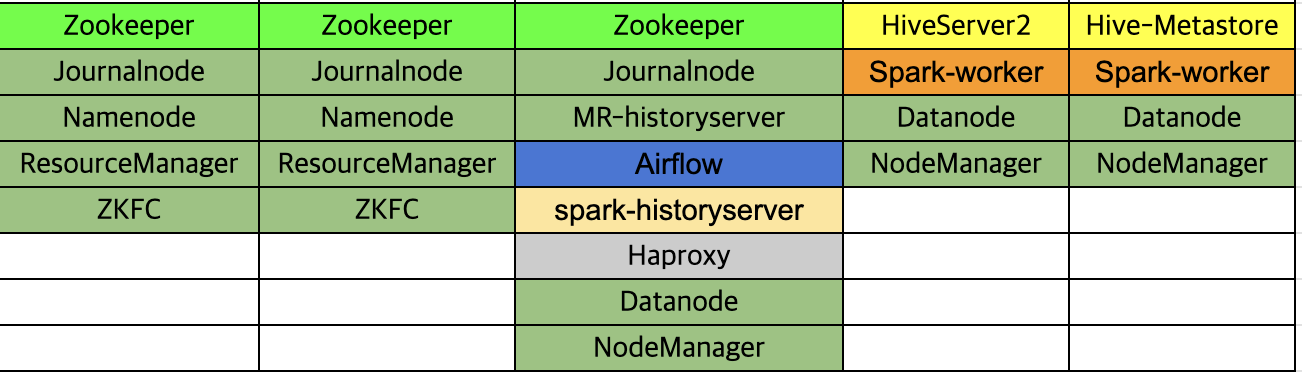 Zookeeper Zookeeper Zookeeper HiveServer2 Hive-Metastore
Journalnode Journalnode Journalnode Spark-worker Spark-worker
Namenode Namenode MR-historyserver Datanode Datanode
ResourceManager ResourceManager Airflow NodeManager NodeManager
ZKFC ZKFC spark-historyserver
Haproxy
Datanode
NodeManager